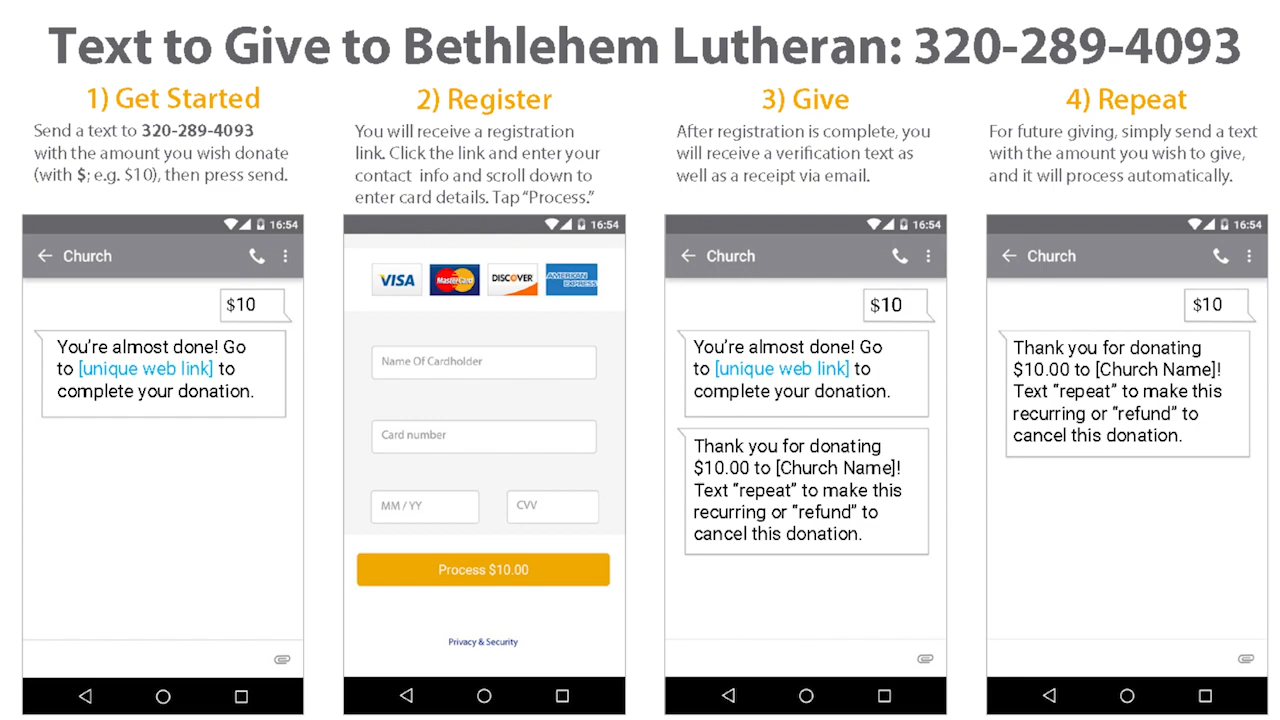 Text to Give to Bethlehem Lutheran: 320-289-4093
1) Get Started
Send a text to 320-289-4093
with the amount you wish donate
(with $; e.g. $10), then press send.
16:54
Church
$10
You're almost done! Go
to [unique web link] to
complete your donation.
2) Register
You will receive a registration
link. Click the link and enter your
contact info and scroll down to
enter card details. Tap “Process.”
16:54
VISA
MasterCard
DISCOVER
AMERICAN
EXPRESS
Name Of Cardholder
Card number
MM / YY
CVV
Process $10.00
Privacy & Security
3) Give
After registration is complete, you
will receive a verification text as
well as a receipt via email.
16:54
Church
$10
You're almost done! Go
to [unique web link] to
complete your donation.
Thank you for donating
$10.00 to [Church Name]!
Text “repeat” to make this
recurring or “refund” to
cancel this donation.
4) Repeat
For future giving, simply send a text
with the amount you wish to give,
and it will process automatically.
16:54
Church
$10
Thank you for donating
$10.00 to [Church Name]!
Text “repeat” to make this
recurring or “refund” to
cancel this donation.